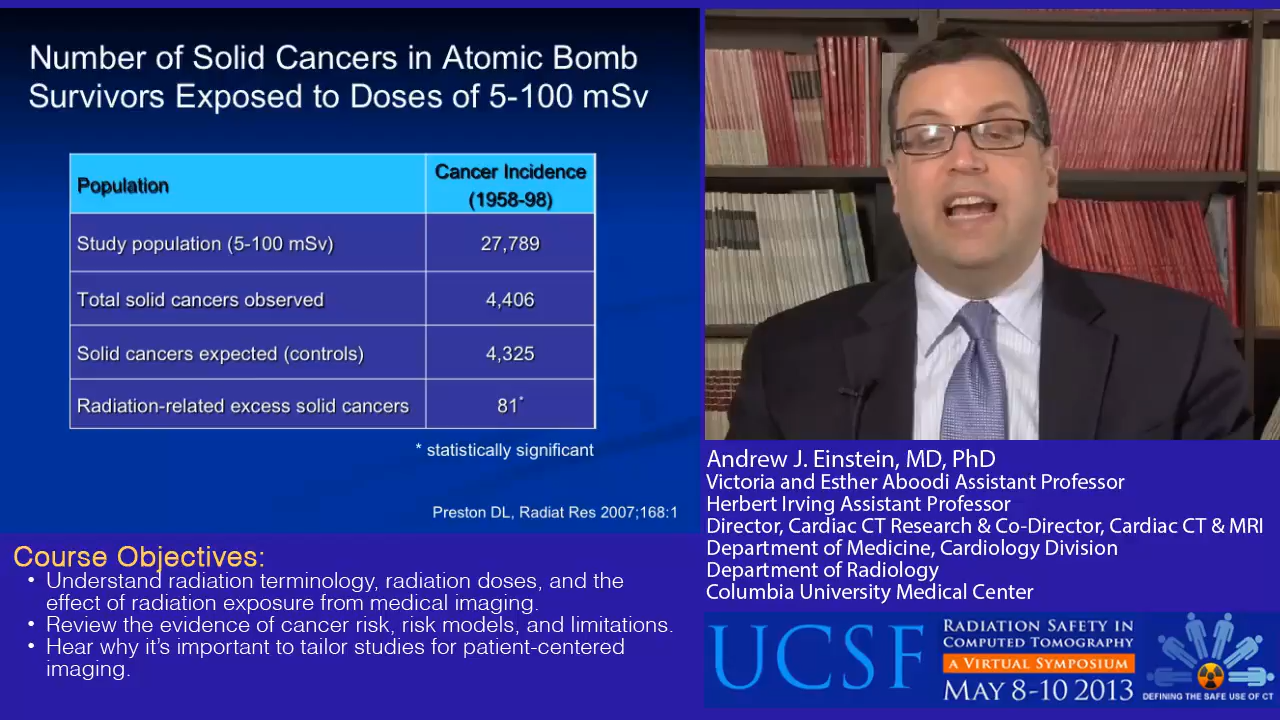 Number of Solid Cancers in Atomic Bomb
Survivors Exposed to Doses of 5-100 mSv
Population
Cancer Incidence
(1958-98)
Study population (5-100 mSv)
27,789
Total solid cancers observed
4,406
Solid cancers expected (controls)
4,325
Radiation-related excess solid cancers
81*
* statistically significant
Preston DL, Radiat Res 2007;168:1
Course Objectives:
• Understand radiation terminology, radiation doses, and the
effect of radiation exposure from medical imaging.
• Review the evidence of cancer risk, risk models, and limitations.
• Hear why it's important to tailor studies for patient-centered
imaging.
Andrew J. Einstein, MD, PhD
Victoria and Esther Aboodi Assistant Professor
Herbert Irving Assistant Professor
Director, Cardiac CT Research & Co-Director, Cardiac CT & MRI
Department of Medicine, Cardiology Division
Department of Radiology
Columbia University Medical Center
UCSF
Radiation Safety in
Computed Tomography
a Virtual Symposium
May 8-10 2013
DEFINING THE SAFE USE OF CT